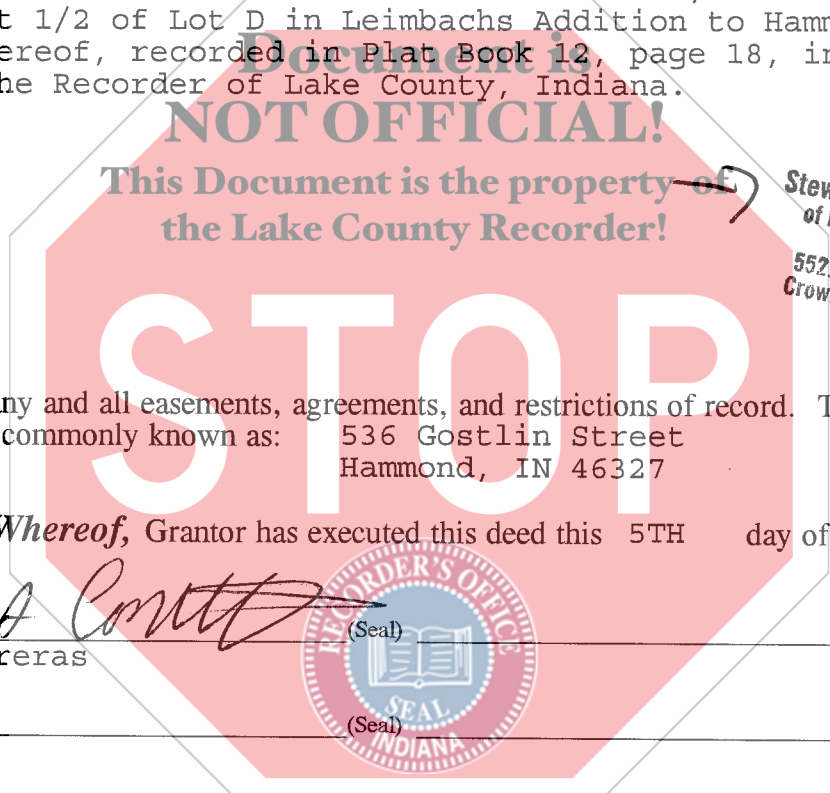 t 1/2 of Lot D in Leimbachs Addition to Hamm
ereof, recorded in Plat Book 12, page 18, in
he Recorder of Lake County, Indiana.
Document is
NOT OFFICIAL!
This Document is the property of
the Lake County Recorder!
Stew
of
552
Crow
STOP
ny and all easements, agreements, and restrictions of record. T
commonly known as: 536 Gostlin Street
Hammond, IN 46327
Whereof, Grantor has executed this deed this 5TH day of
RECORDER'S OFFICE
(Seal)
reras
SEAL
(Seal)
INDIANA